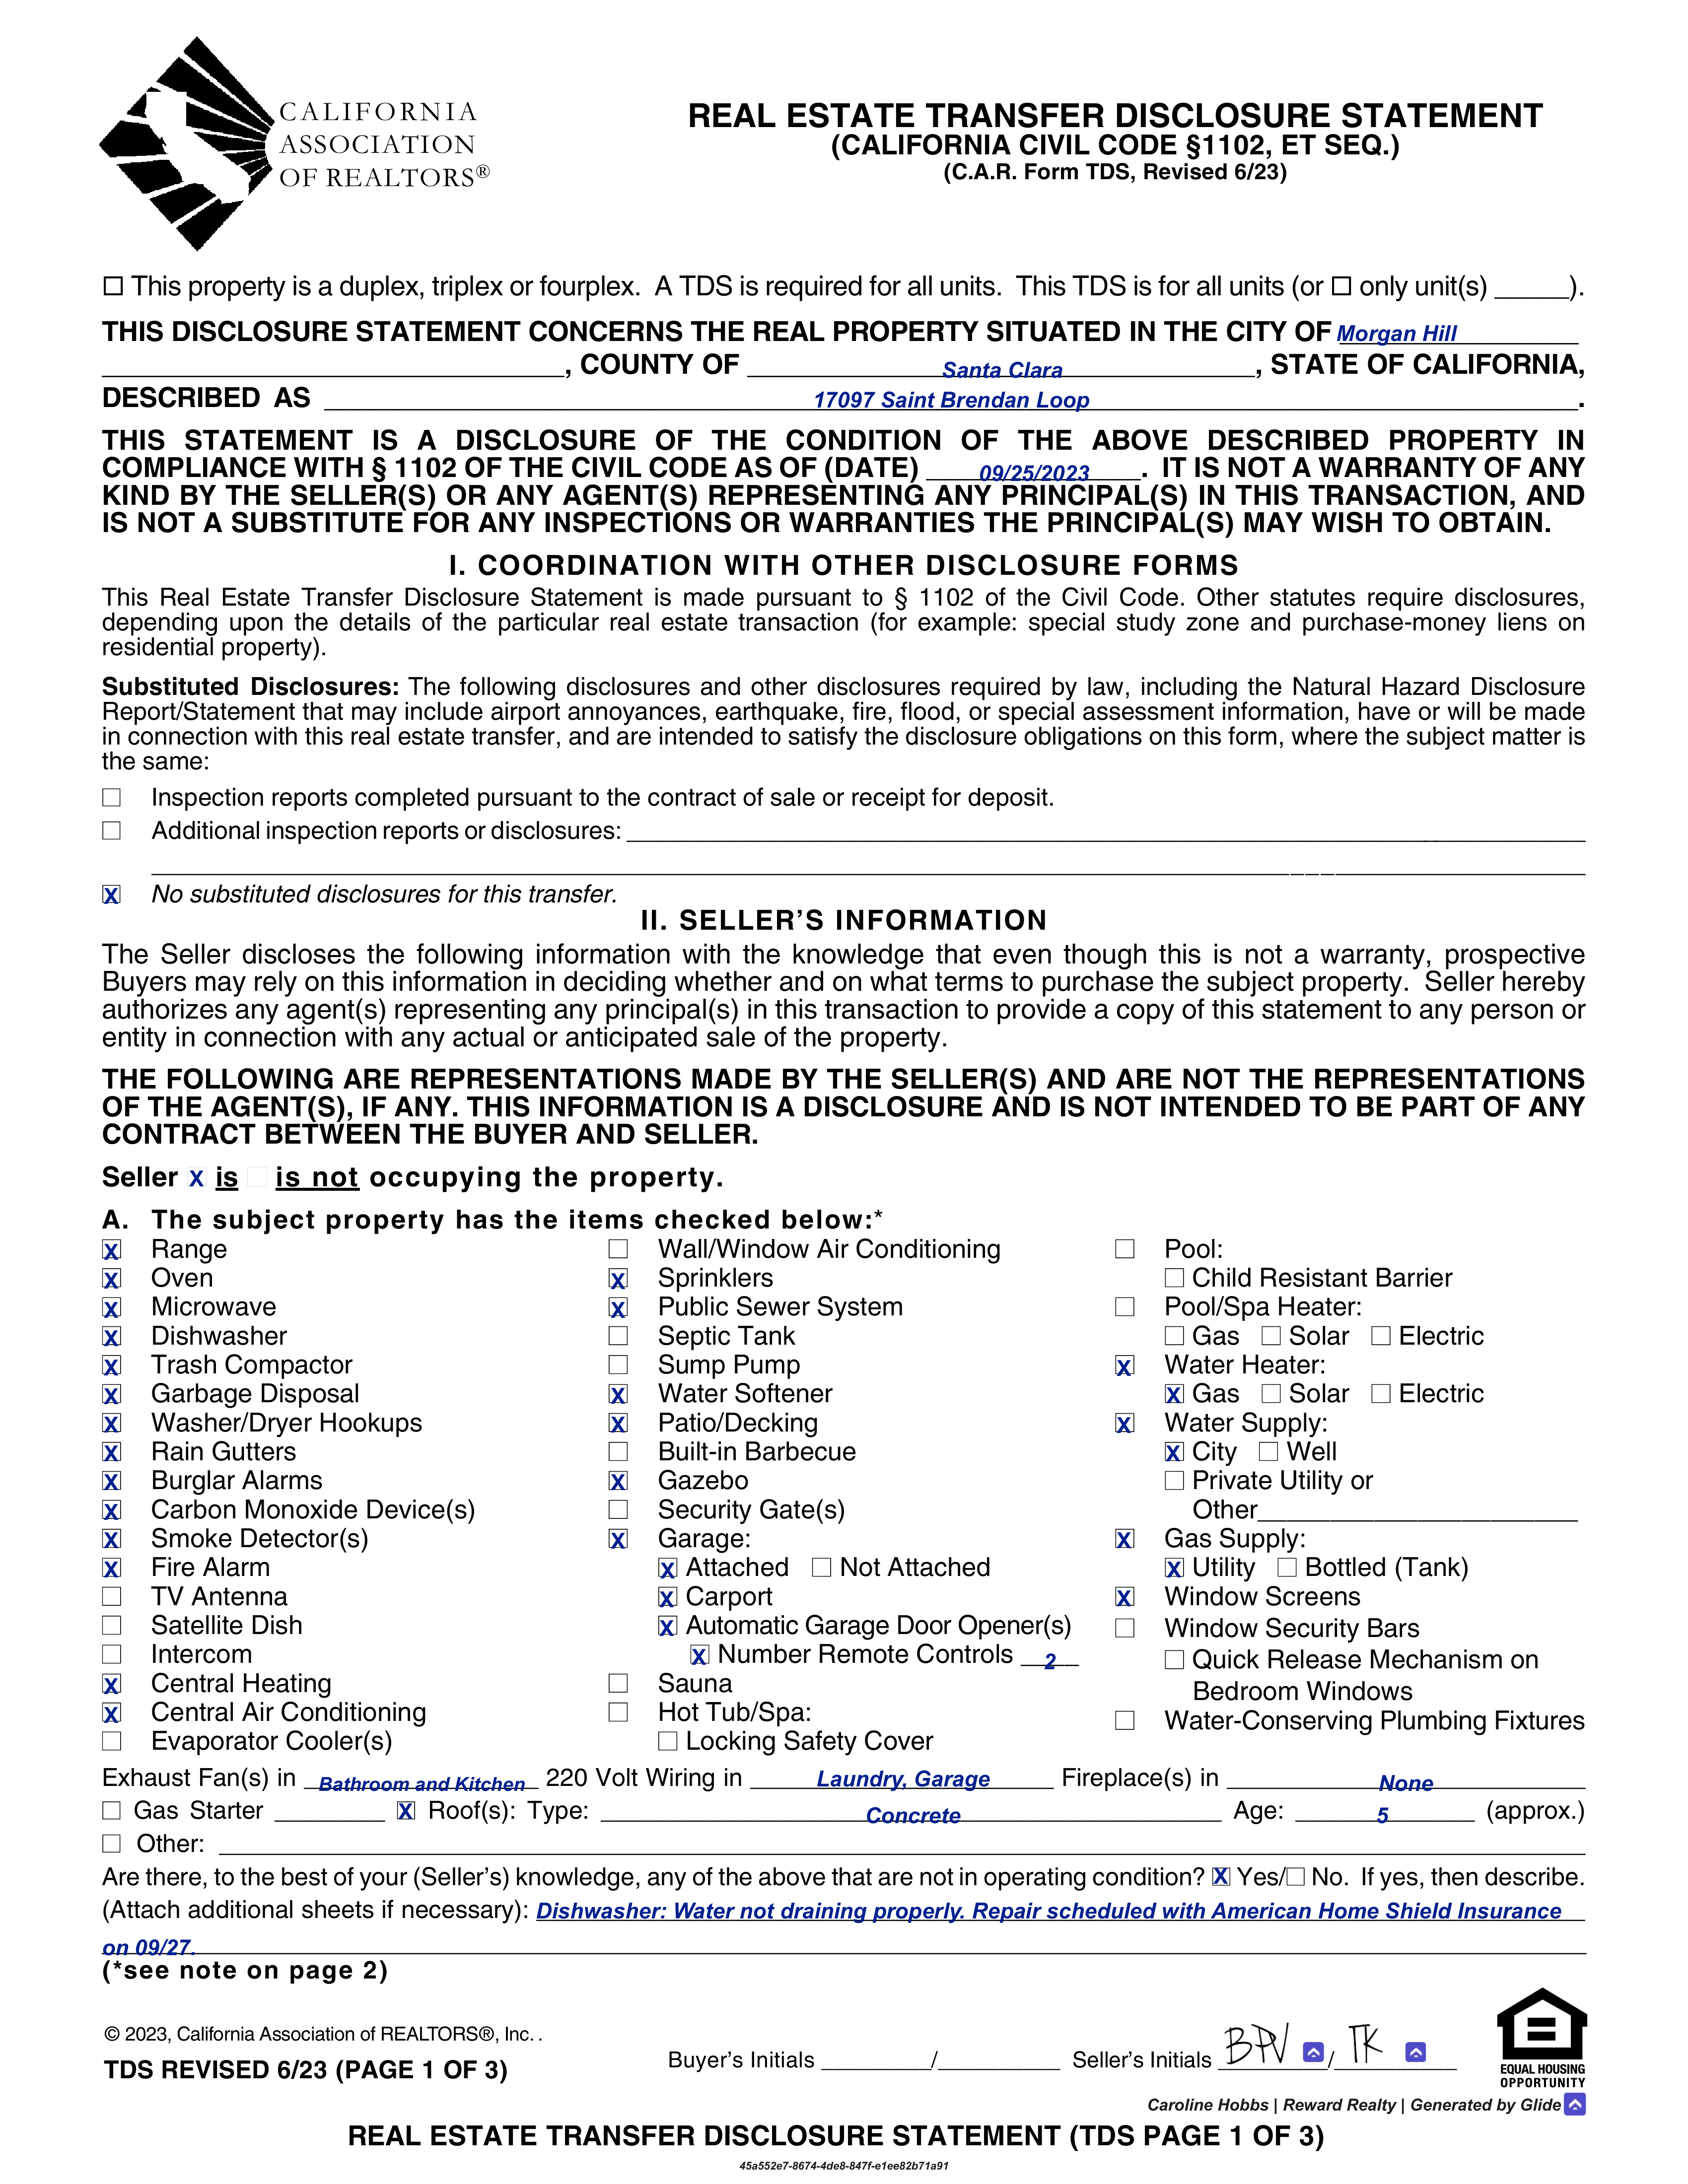 CALIFORNIA
ASSOCIATION
OF REALTORS®
REAL ESTATE TRANSFER DISCLOSURE STATEMENT
(CALIFORNIA CIVIL CODE §1102, ET SEQ.)
(C.A.R. Form TDS, Revised 6/23)
☐ This property is a duplex, triplex or fourplex. A TDS is required for all units. This TDS is for all units (or ☐ only unit(s) _____).
THIS DISCLOSURE STATEMENT CONCERNS THE REAL PROPERTY SITUATED IN THE CITY OF Morgan Hill
, COUNTY OF Santa Clara , STATE OF CALIFORNIA,
DESCRIBED AS 17097 Saint Brendan Loop .
THIS STATEMENT IS A DISCLOSURE OF THE CONDITION OF THE ABOVE DESCRIBED PROPERTY IN
COMPLIANCE WITH § 1102 OF THE CIVIL CODE AS OF (DATE) 09/25/2023 . IT IS NOT A WARRANTY OF ANY
KIND BY THE SELLER(S) OR ANY AGENT(S) REPRESENTING ANY PRINCIPAL(S) IN THIS TRANSACTION, AND
IS NOT A SUBSTITUTE FOR ANY INSPECTIONS OR WARRANTIES THE PRINCIPAL(S) MAY WISH TO OBTAIN.
I. COORDINATION WITH OTHER DISCLOSURE FORMS
This Real Estate Transfer Disclosure Statement is made pursuant to § 1102 of the Civil Code. Other statutes require disclosures,
depending upon the details of the particular real estate transaction (for example: special study zone and purchase-money liens on
residential property).
Substituted Disclosures: The following disclosures and other disclosures required by law, including the Natural Hazard Disclosure
Report/Statement that may include airport annoyances, earthquake, fire, flood, or special assessment information, have or will be made
in connection with this real estate transfer, and are intended to satisfy the disclosure obligations on this form, where the subject matter is
the same:
☐ Inspection reports completed pursuant to the contract of sale or receipt for deposit.
☐ Additional inspection reports or disclosures:
X No substituted disclosures for this transfer.
II. SELLER'S INFORMATION
The Seller discloses the following information with the knowledge that even though this is not a warranty, prospective
Buyers may rely on this information in deciding whether and on what terms to purchase the subject property. Seller hereby
authorizes any agent(s) representing any principal(s) in this transaction to provide a copy of this statement to any person or
entity in connection with any actual or anticipated sale of the property.
THE FOLLOWING ARE REPRESENTATIONS MADE BY THE SELLER(S) AND ARE NOT THE REPRESENTATIONS
OF THE AGENT(S), IF ANY. THIS INFORMATION IS A DISCLOSURE AND IS NOT INTENDED TO BE PART OF ANY
CONTRACT BETWEEN THE BUYER AND SELLER.
Seller X is ☐ is not occupying the property.
A. The subject property has the items checked below:*
X Range
X Oven
X Microwave
X Dishwasher
X Trash Compactor
X Garbage Disposal
X Washer/Dryer Hookups
X Rain Gutters
X Burglar Alarms
X Carbon Monoxide Device(s)
X Smoke Detector(s)
X Fire Alarm
☐ TV Antenna
☐ Satellite Dish
☐ Intercom
X Central Heating
X Central Air Conditioning
☐ Evaporator Cooler(s)
☐ Wall/Window Air Conditioning
X Sprinklers
X Public Sewer System
☐ Septic Tank
☐ Sump Pump
X Water Softener
X Patio/Decking
☐ Built-in Barbecue
X Gazebo
☐ Security Gate(s)
X Garage:
X Attached ☐ Not Attached
X Carport
X Automatic Garage Door Opener(s)
X Number Remote Controls 2
☐ Sauna
☐ Hot Tub/Spa:
☐ Locking Safety Cover
☐ Pool:
☐ Child Resistant Barrier
☐ Pool/Spa Heater:
☐ Gas ☐ Solar ☐ Electric
X Water Heater:
X Gas ☐ Solar ☐ Electric
X Water Supply:
X City ☐ Well
☐ Private Utility or
Other
X Gas Supply:
X Utility ☐ Bottled (Tank)
X Window Screens
☐ Window Security Bars
☐ Quick Release Mechanism on
Bedroom Windows
☐ Water-Conserving Plumbing Fixtures
Exhaust Fan(s) in Bathroom and Kitchen 220 Volt Wiring in Laundry, Garage Fireplace(s) in None
☐ Gas Starter X Roof(s): Type: Concrete Age: 5 (approx.)
☐ Other:
Are there, to the best of your (Seller's) knowledge, any of the above that are not in operating condition? X Yes/☐ No. If yes, then describe.
(Attach additional sheets if necessary): Dishwasher: Water not draining properly. Repair scheduled with American Home Shield Insurance
on 09/27.
(*see note on page 2)
© 2023, California Association of REALTORS®, Inc. .
TDS REVISED 6/23 (PAGE 1 OF 3)
Buyer's Initials ________/________ Seller's Initials BPV / TK
EQUAL HOUSING
OPPORTUNITY
Caroline Hobbs | Reward Realty | Generated by Glide
REAL ESTATE TRANSFER DISCLOSURE STATEMENT (TDS PAGE 1 OF 3)
45a552e7-8674-4de8-847f-e1ee82b71a91